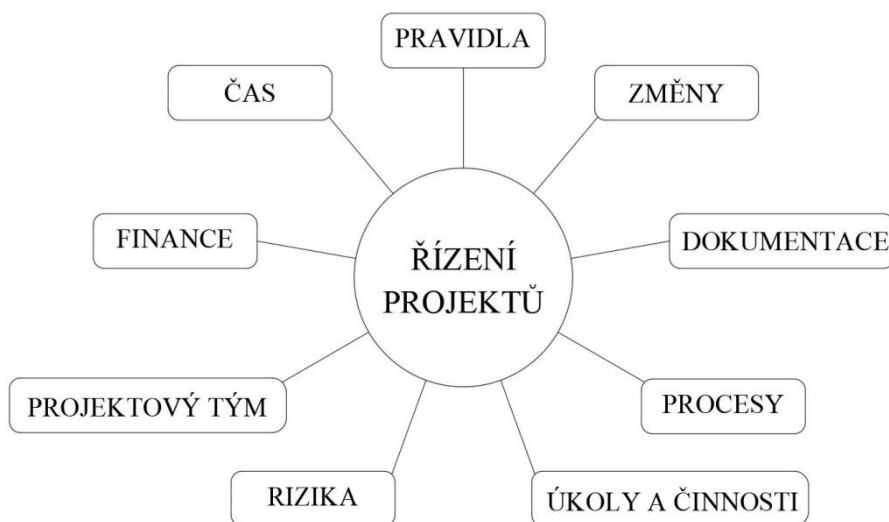 PRAVIDLA
ČAS
ZMĚNY
FINANCE
DOKUMENTACE
ŘÍZENÍ
PROJEKTŮ
PROJEKTOVÝ TÝM
PROCESY
RIZIKA
ÚKOLY A ČINNOSTI